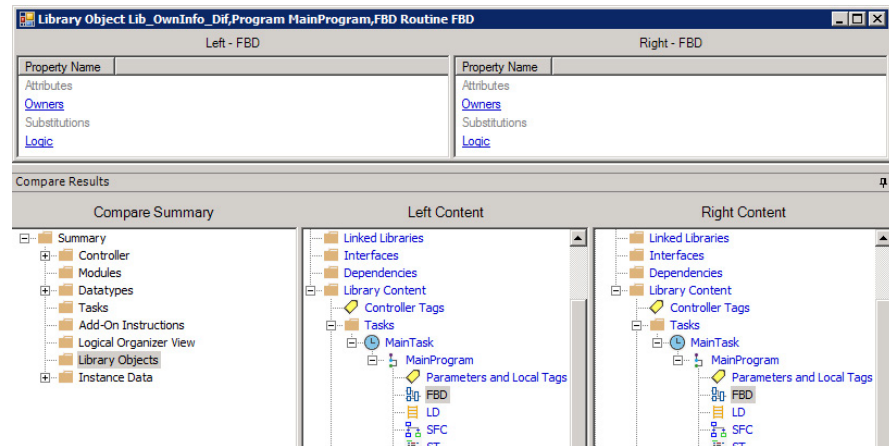 Library Object Lib_OwnInfo_Dif,Program MainProgram,FBD Routine FBD
Left - FBD
Right - FBD
Property Name
Property Name
Attributes
Attributes
Owners
Owners
Substitutions
Substitutions
Logic
Logic
Compare Results
Compare Summary
Left Content
Right Content
Summary
Controller
Modules
Datatypes
Tasks
Add-On Instructions
Logical Organizer View
Library Objects
Instance Data
Linked Libraries
Interfaces
Dependencies
Library Content
Controller Tags
Tasks
MainTask
MainProgram
Parameters and Local Tags
FBD
LD
SFC
Linked Libraries
Interfaces
Dependencies
Library Content
Controller Tags
Tasks
MainTask
MainProgram
Parameters and Local Tags
FBD
LD
SFC